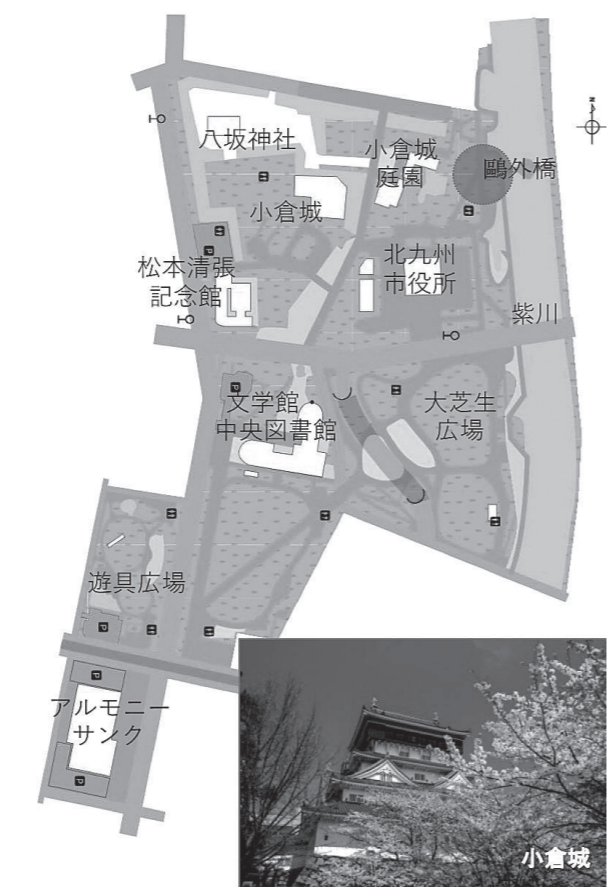 N
八坂神社
小倉城
庭園
鷗外橋
小倉城
松本清張
記念館
北九州
市役所
紫川
文学館
中央図書館
大芝生
広場
遊具広場
アルモニー
サンク
P
P
P
P
P
小倉城